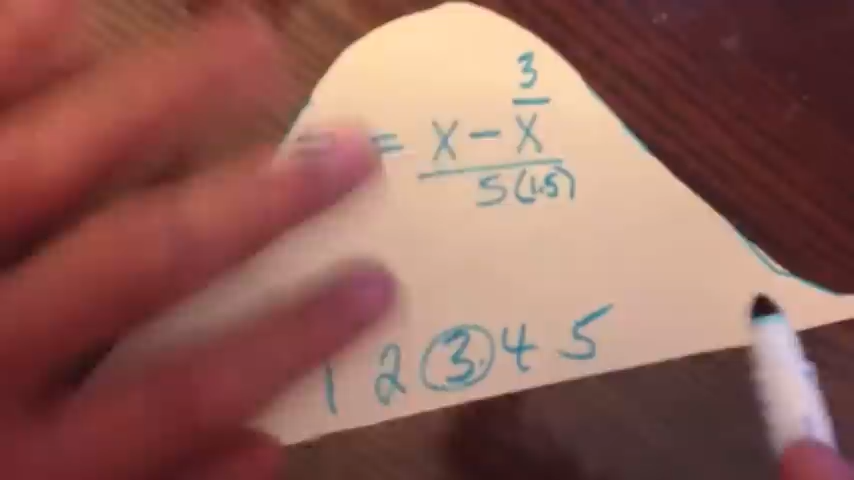 3
= x - x̄
5(1.5)
1 2 3 4 5